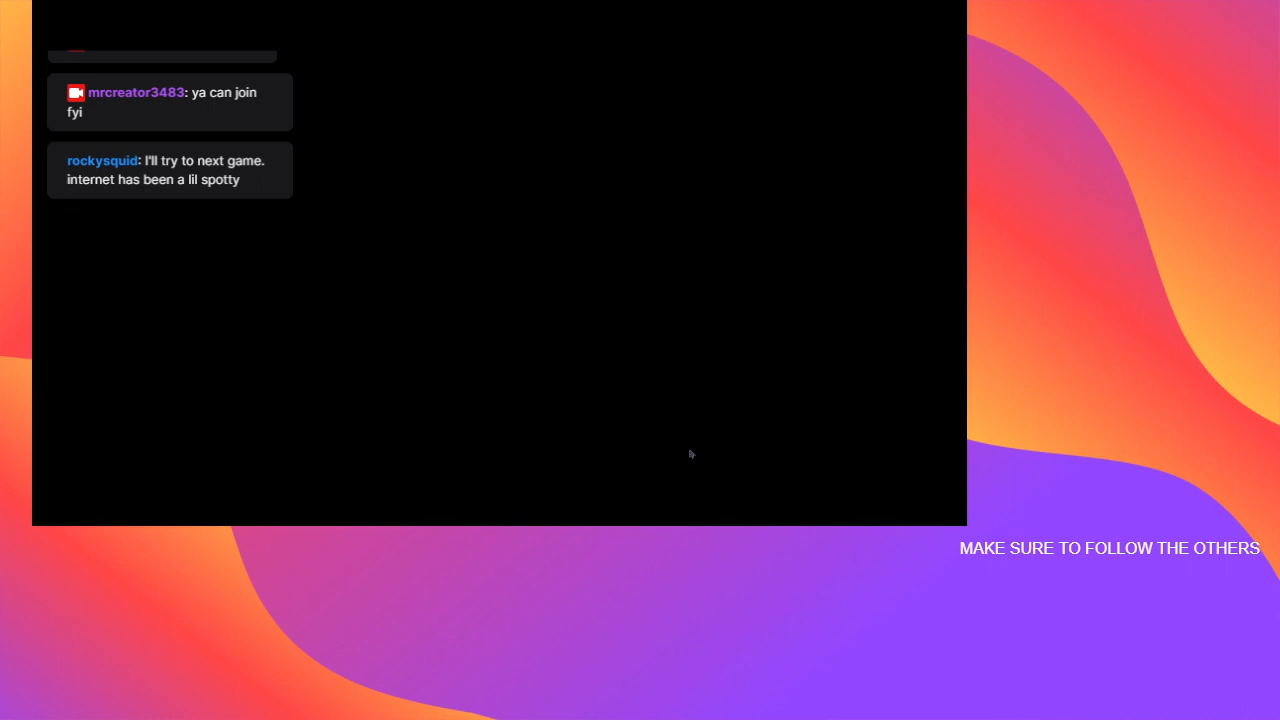 mrcreator3483: ya can join
fyi
rockysquid: I'll try to next game.
internet has been a lil spotty
MAKE SURE TO FOLLOW THE OTHERS